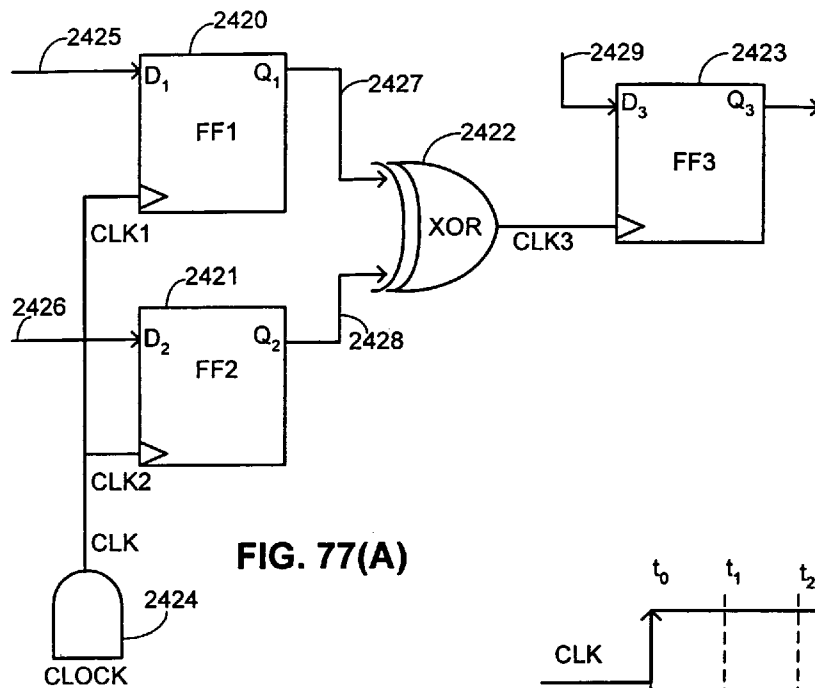 2425
2420
D₁
Q₁
FF1
2427
CLK1
2422
XOR
CLK3
2429
2423
D₃
Q₃
FF3
2426
2421
D₂
Q₂
FF2
2428
CLK2
CLK
2424
CLOCK
FIG. 77(A)
t₀ t₁ t₂
CLK